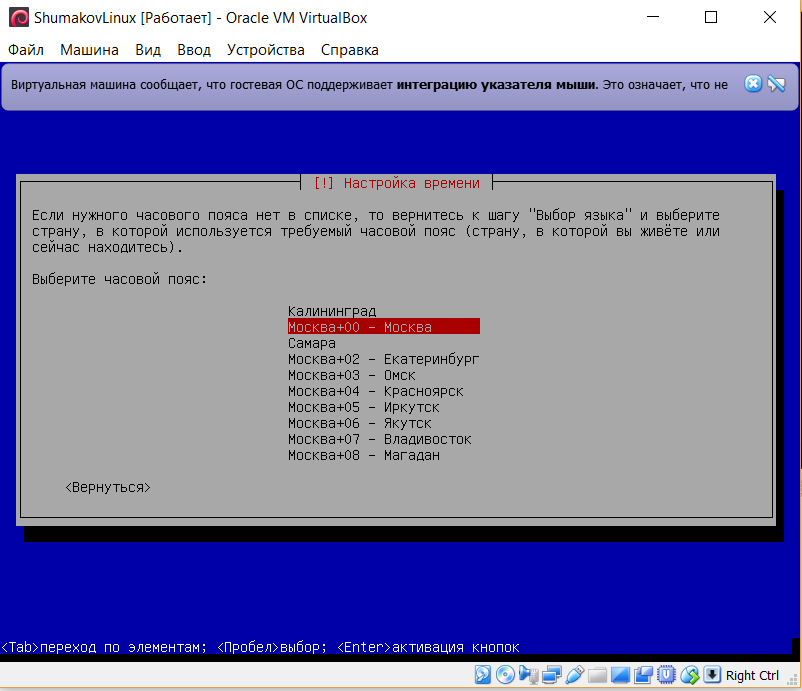 ShumakovLinux [Работает] - Oracle VM VirtualBox
Файл Машина Вид Ввод Устройства Справка
Виртуальная машина сообщает, что гостевая ОС поддерживает интеграцию указателя мыши. Это означает, что не
[!] Настройка времени
Если нужного часового пояса нет в списке, то вернитесь к шагу "Выбор языка" и выберите
страну, в которой используется требуемый часовой пояс (страну, в которой вы живёте или
сейчас находитесь).
Выберите часовой пояс:
Калининград
Москва+00 – Москва
Самара
Москва+02 – Екатеринбург
Москва+03 – Омск
Москва+04 – Красноярск
Москва+05 – Иркутск
Москва+06 – Якутск
Москва+07 – Владивосток
Москва+08 – Магадан
<Вернуться>
<Tab>переход по элементам; <Пробел>выбор; <Enter>активация кнопок
Right Ctrl